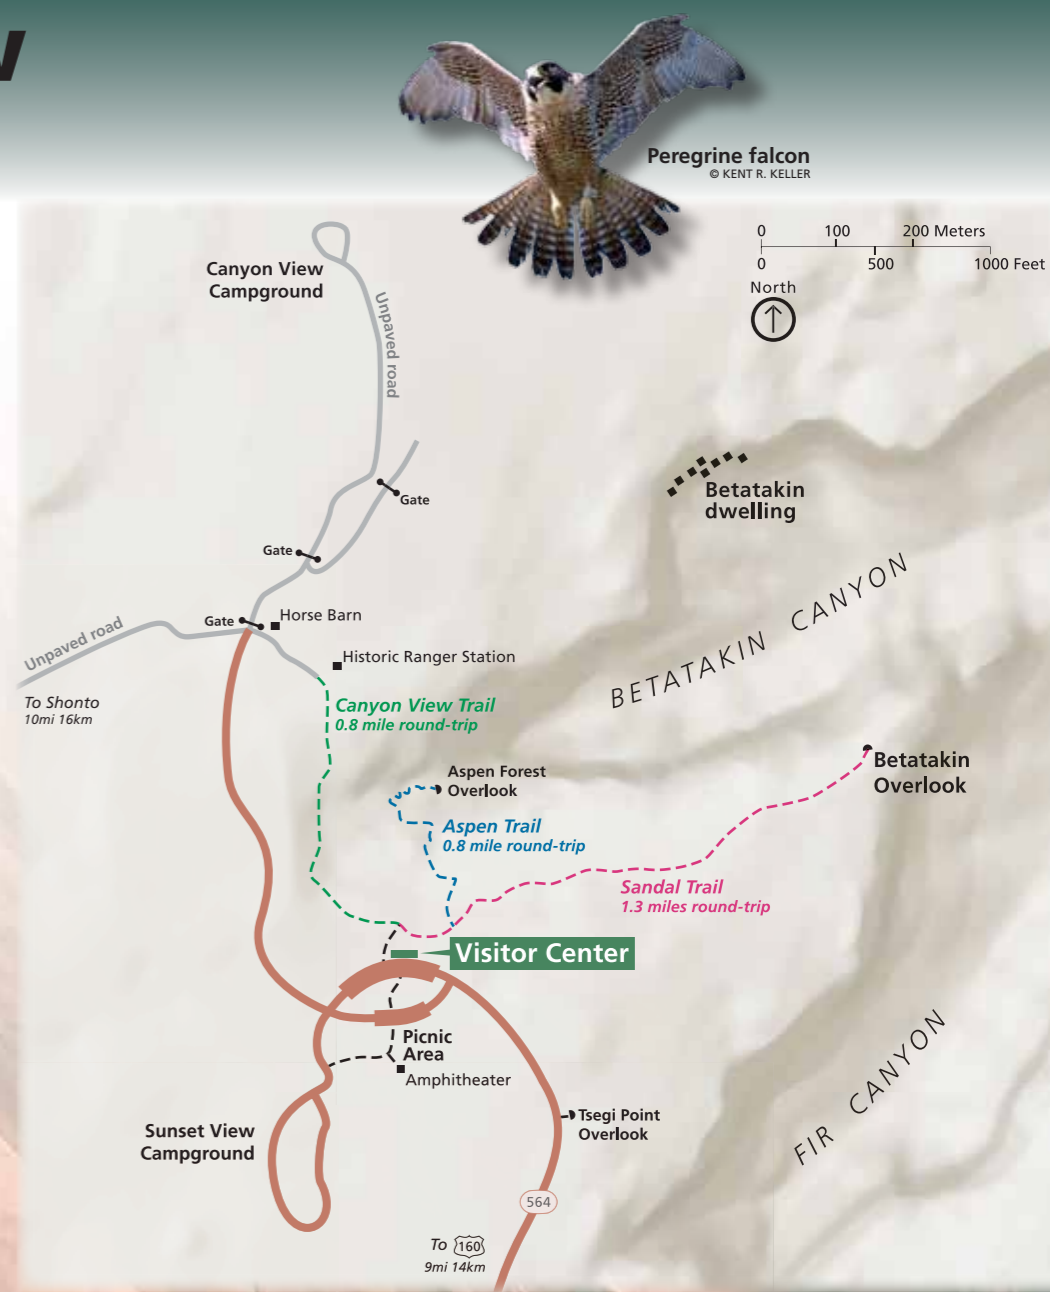 Peregrine falcon
© KENT R. KELLER
0 100 200 Meters
0 500 1000 Feet
North
Canyon View
Campground
Unpaved road
Gate
Gate
Gate
Horse Barn
Unpaved road
To Shonto
10mi 16km
Historic Ranger Station
Canyon View Trail
0.8 mile round-trip
Betatakin
dwelling
BETATAKIN CANYON
Aspen Forest
Overlook
Aspen Trail
0.8 mile round-trip
Betatakin
Overlook
Sandal Trail
1.3 miles round-trip
Visitor Center
Picnic
Area
Amphitheater
FIR CANYON
Tsegi Point
Overlook
Sunset View
Campground
564
To 160
9mi 14km